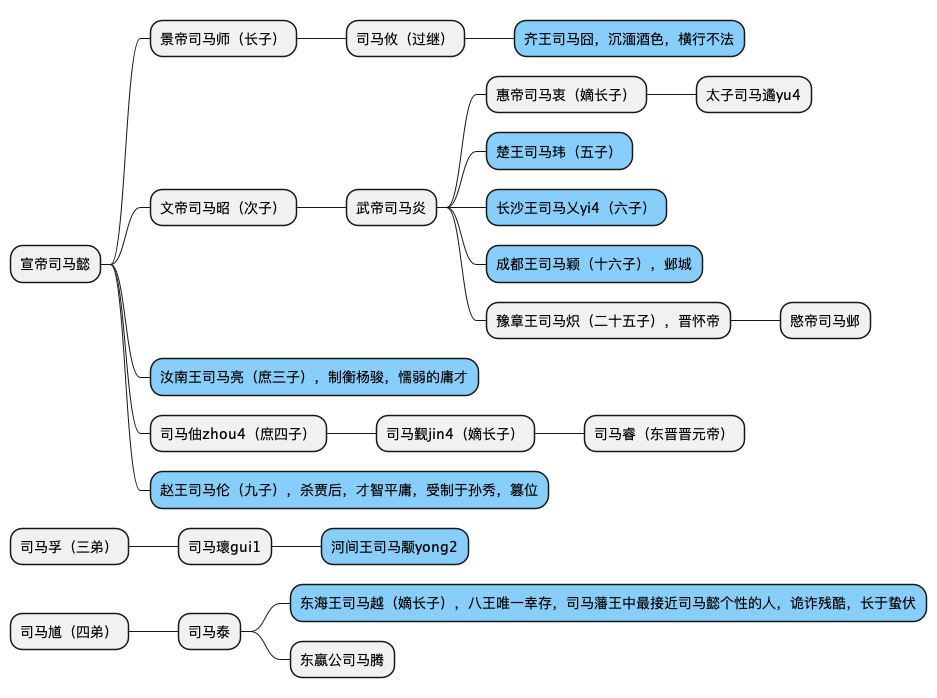 景帝司马师（长子）
司马攸（过继）
齐王司马囧，沉湎酒色，横行不法
惠帝司马衷（嫡长子）
太子司马遹yu4
楚王司马玮（五子）
文帝司马昭（次子）
武帝司马炎
长沙王司马乂yi4（六子）
宣帝司马懿
成都王司马颖（十六子），邺城
豫章王司马炽（二十五子），晋怀帝
愍帝司马邺
汝南王司马亮（庶三子），制衡杨骏，懦弱的庸才
司马伷zhou4（庶四子）
司马觐jin4（嫡长子）
司马睿（东晋晋元帝）
赵王司马伦（九子），杀贾后，才智平庸，受制于孙秀，篡位
司马孚（三弟）
司马瓌gui1
河间王司马颙yong2
东海王司马越（嫡长子），八王唯一幸存，司马藩王中最接近司马懿个性的人，诡诈残酷，长于蛰伏
司马馗（四弟）
司马泰
东嬴公司马腾